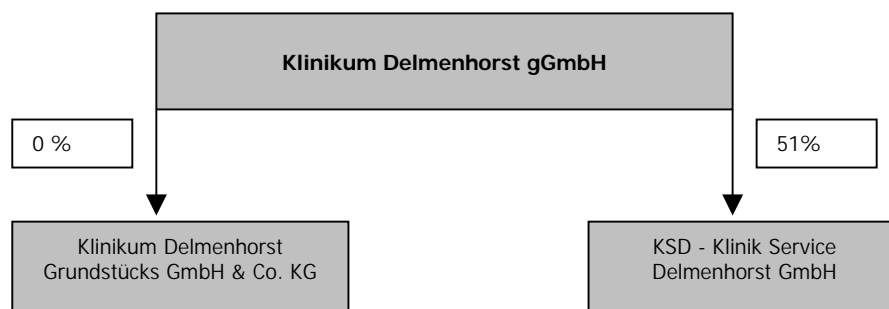 Klinikum Delmenhorst gGmbH
0 %
51%
Klinikum Delmenhorst
Grundstücks GmbH & Co. KG
KSD - Klinik Service
Delmenhorst GmbH